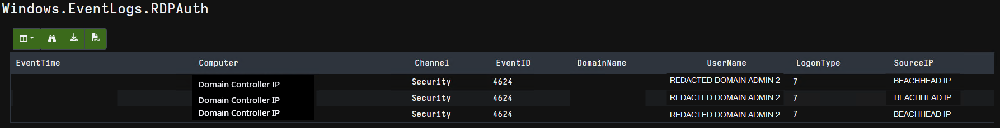 Windows.EventLogs.RDPAuth
CSV
EventTime Computer Channel EventID DomainName UserName LogonType SourceIP
Domain Controller IP Security 4624 REDACTED DOMAIN ADMIN 2 7 BEACHHEAD IP
Domain Controller IP Security 4624 REDACTED DOMAIN ADMIN 2 7 BEACHHEAD IP
Domain Controller IP Security 4624 REDACTED DOMAIN ADMIN 2 7 BEACHHEAD IP